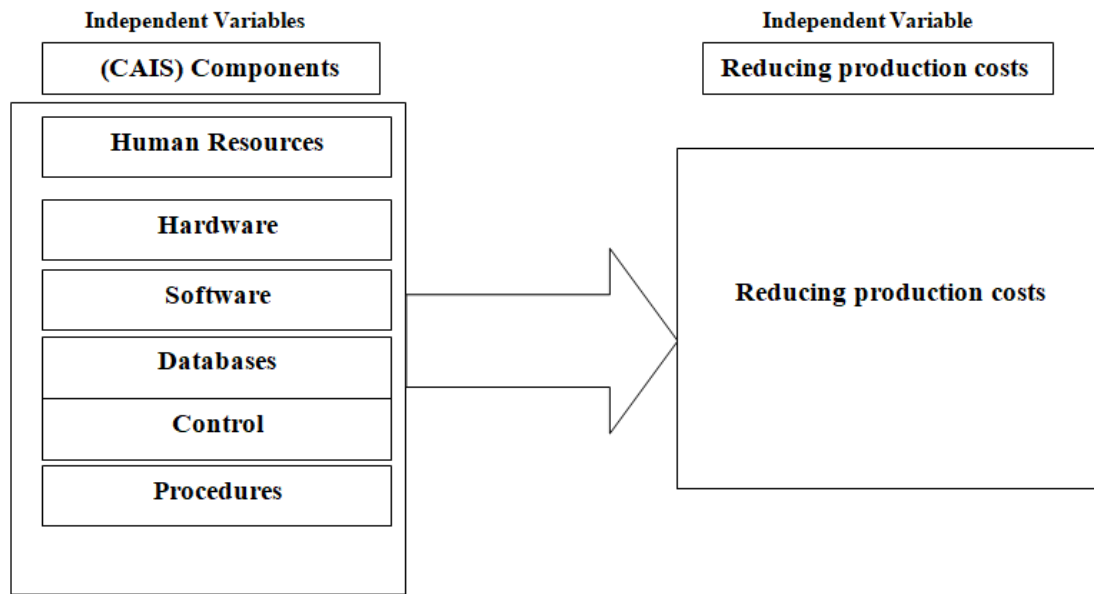 Independent Variables
(CAIS) Components
Human Resources
Hardware
Software
Databases
Control
Procedures
Independent Variable
Reducing production costs
Reducing production costs